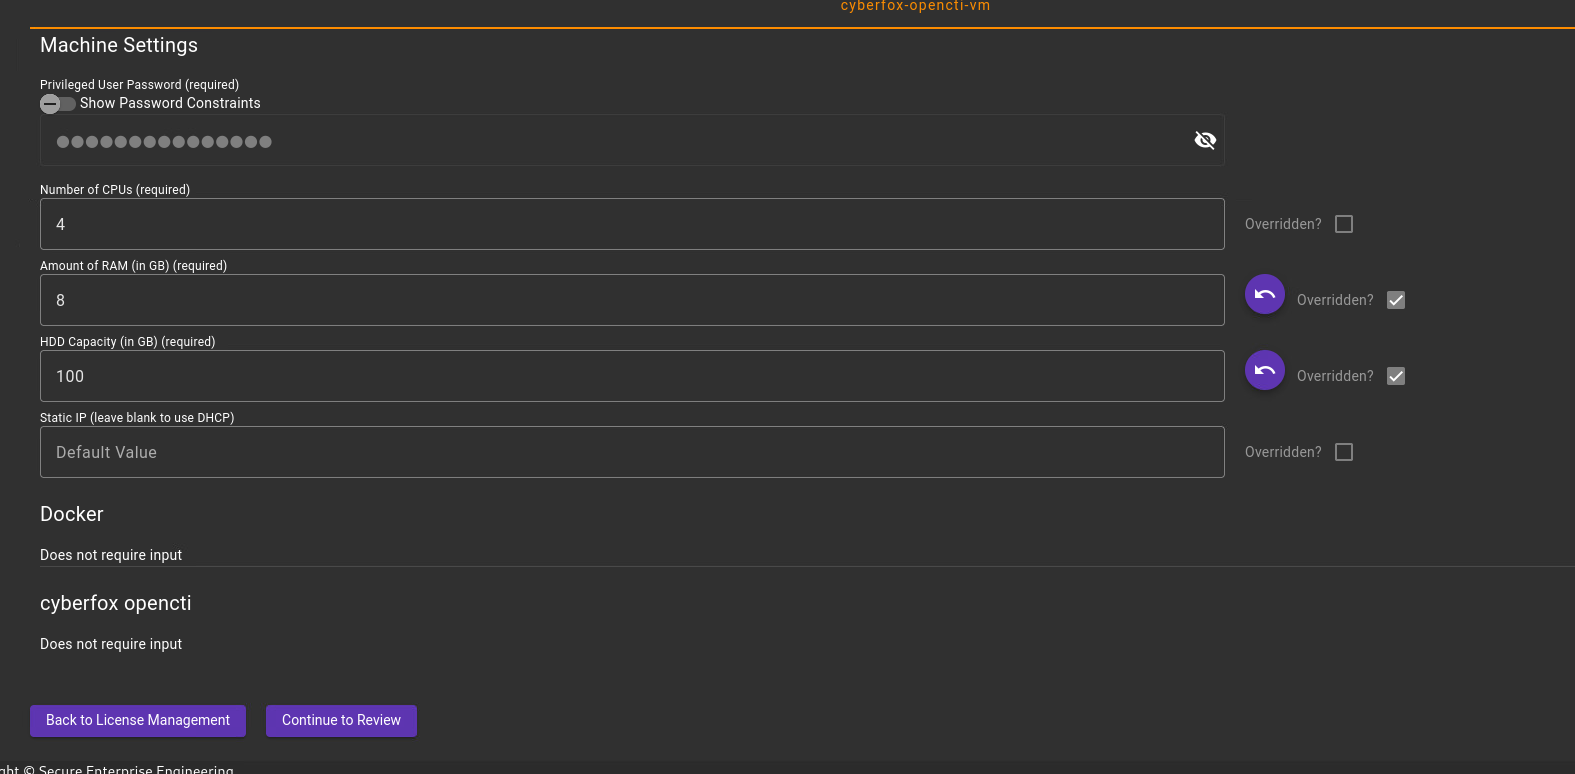 cyberfox-opencti-vm
Machine Settings
Privileged User Password (required)
Show Password Constraints
Number of CPUs (required)
4
Overridden?
Amount of RAM (in GB) (required)
8
Overridden?
HDD Capacity (in GB) (required)
100
Overridden?
Static IP (leave blank to use DHCP)
Default Value
Overridden?
Docker
Does not require input
cyberfox opencti
Does not require input
Back to License Management
Continue to Review
ght © Secure Enterprise Engineering